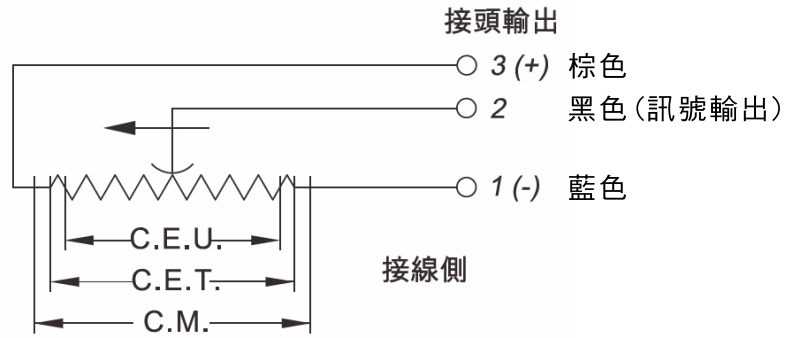 接頭輸出
3 (+) 棕色
2 黑色(訊號輸出)
1 (-) 藍色
C.E.U.
C.E.T.
接線側
C.M.